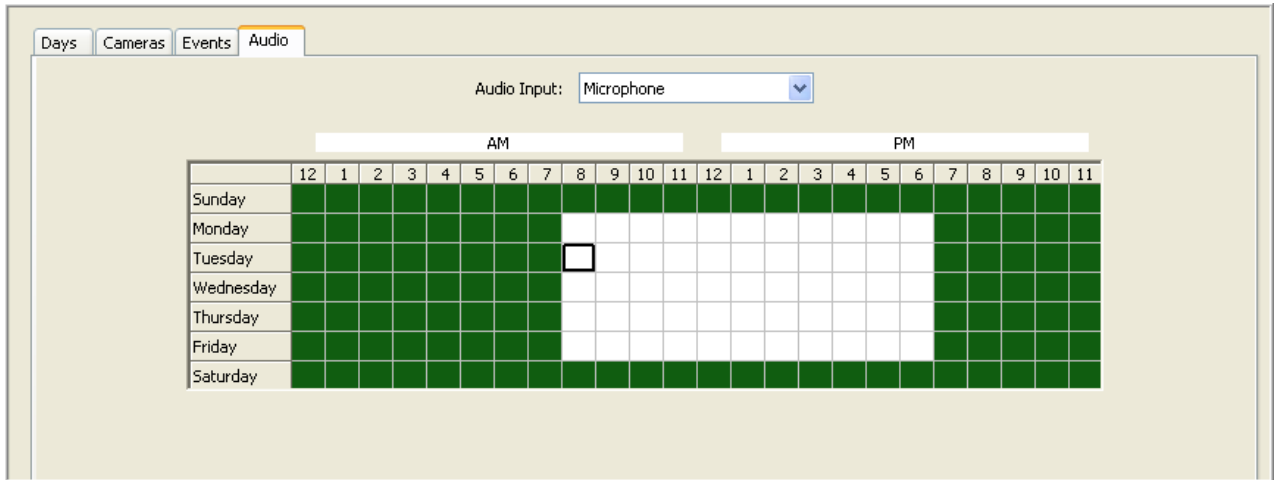 Days Cameras Events Audio
Audio Input: Microphone
AM PM
12 1 2 3 4 5 6 7 8 9 10 11 12 1 2 3 4 5 6 7 8 9 10 11
Sunday
Monday
Tuesday
Wednesday
Thursday
Friday
Saturday